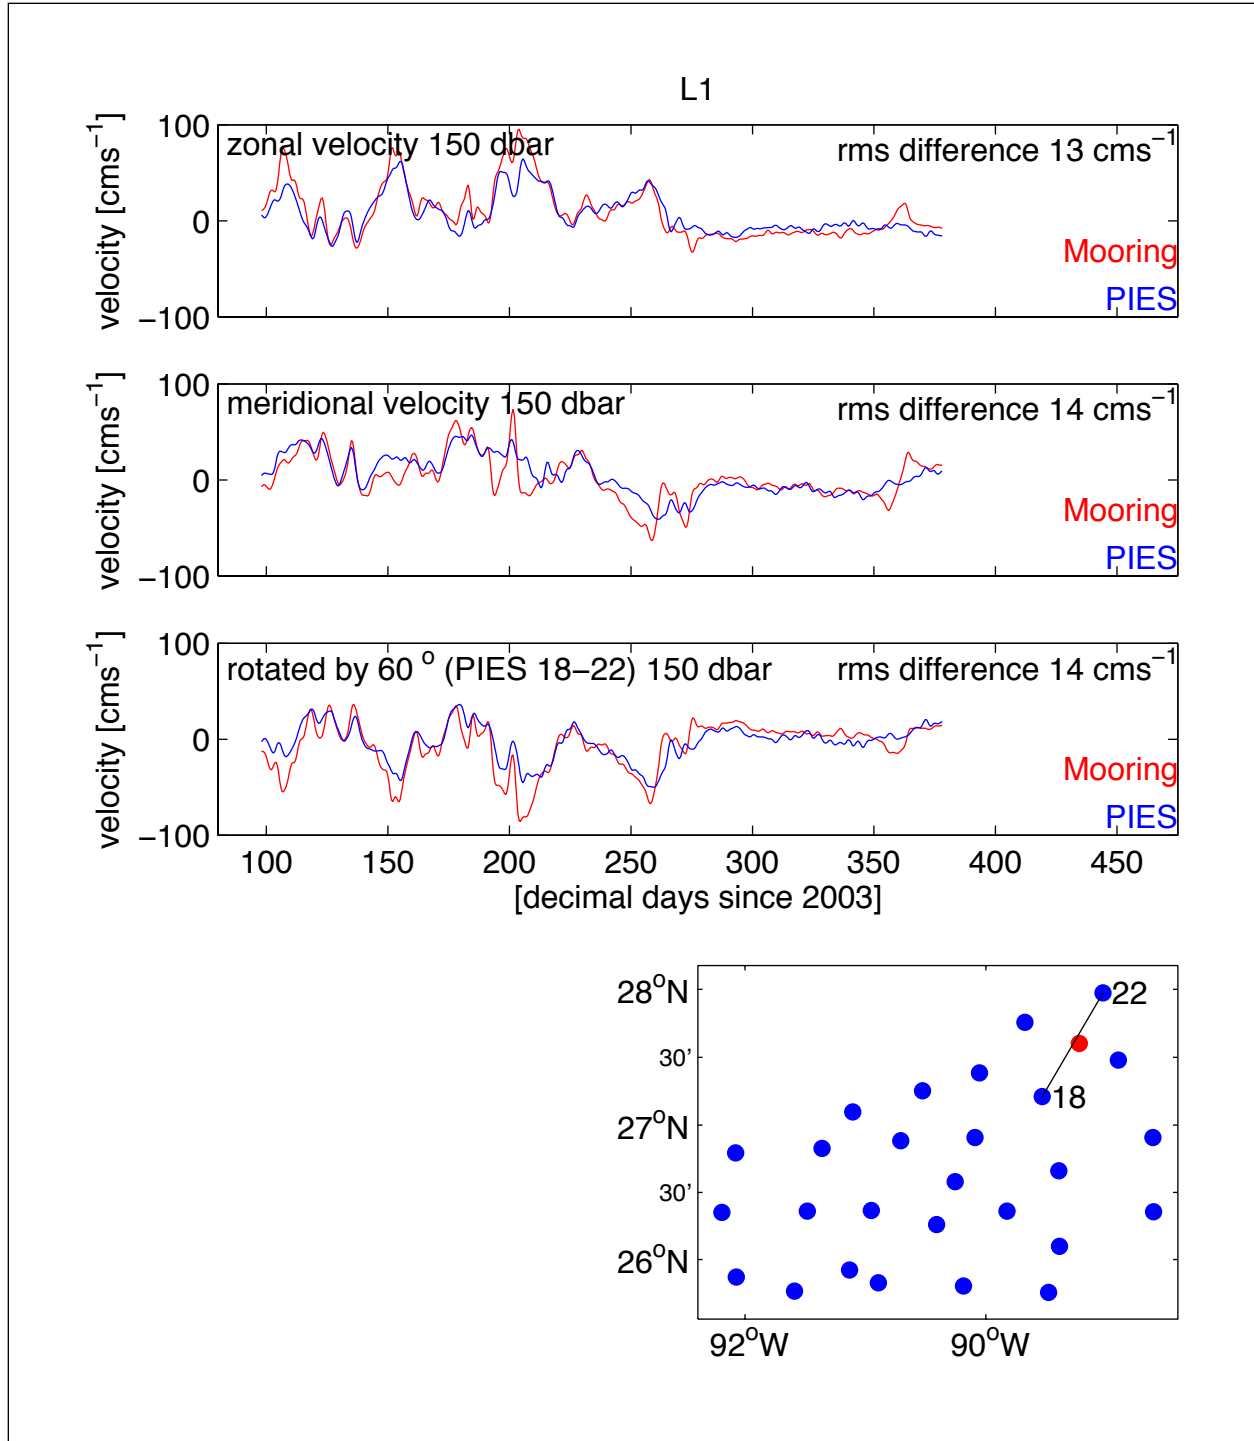 L1
100
0
−100
velocity [cms⁻¹]
zonal velocity 150 dbar
rms difference 13 cms⁻¹
Mooring
PIES
100
0
−100
velocity [cms⁻¹]
meridional velocity 150 dbar
rms difference 14 cms⁻¹
Mooring
PIES
100
0
−100
velocity [cms⁻¹]
rotated by 60 ° (PIES 18−22) 150 dbar
rms difference 14 cms⁻¹
Mooring
PIES
100 150 200 250 300 350 400 450
[decimal days since 2003]
28°N
30'
27°N
30'
26°N
22
18
92°W 90°W